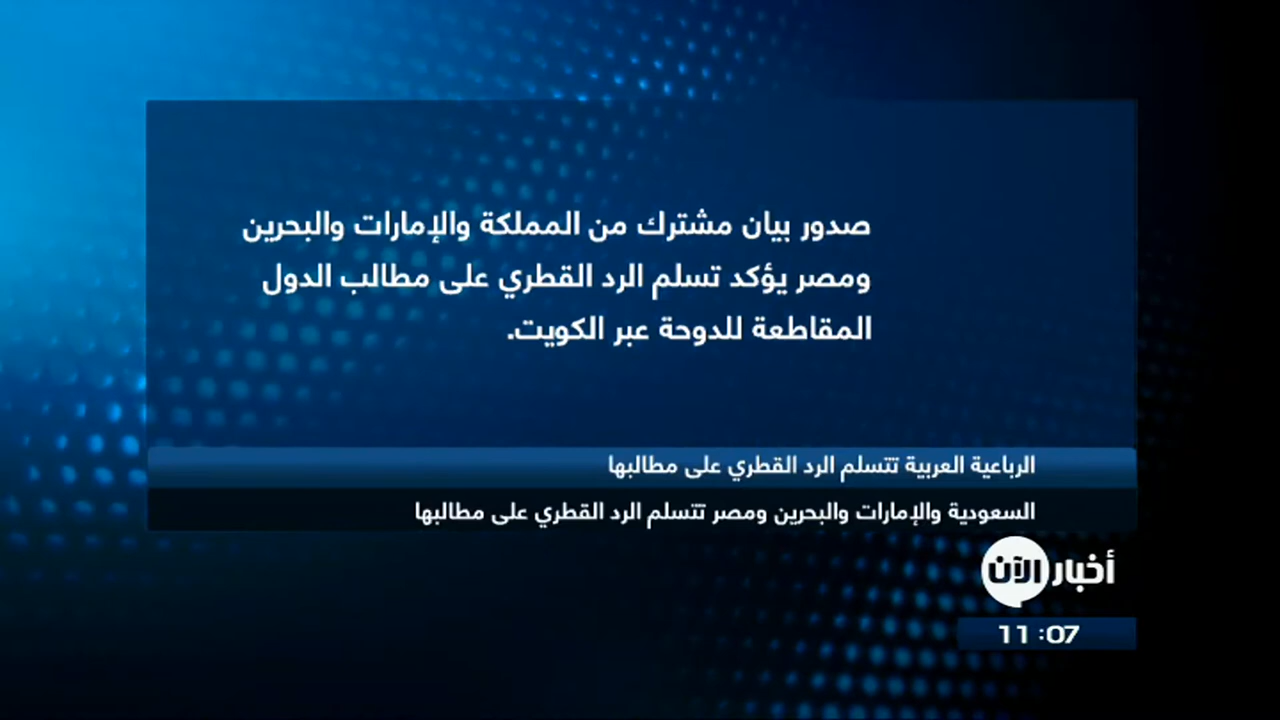 صدور بيان مشترك من المملكة والإمارات والبحرين
ومصر يؤكد تسلم الرد القطري على مطالب الدول
المقاطعة للدوحة عبر الكويت.
الرباعية العربية تتسلم الرد القطري على مطالبها
السعودية والإمارات والبحرين ومصر تتسلم الرد القطري على مطالبها
أخبار الآن
11:07